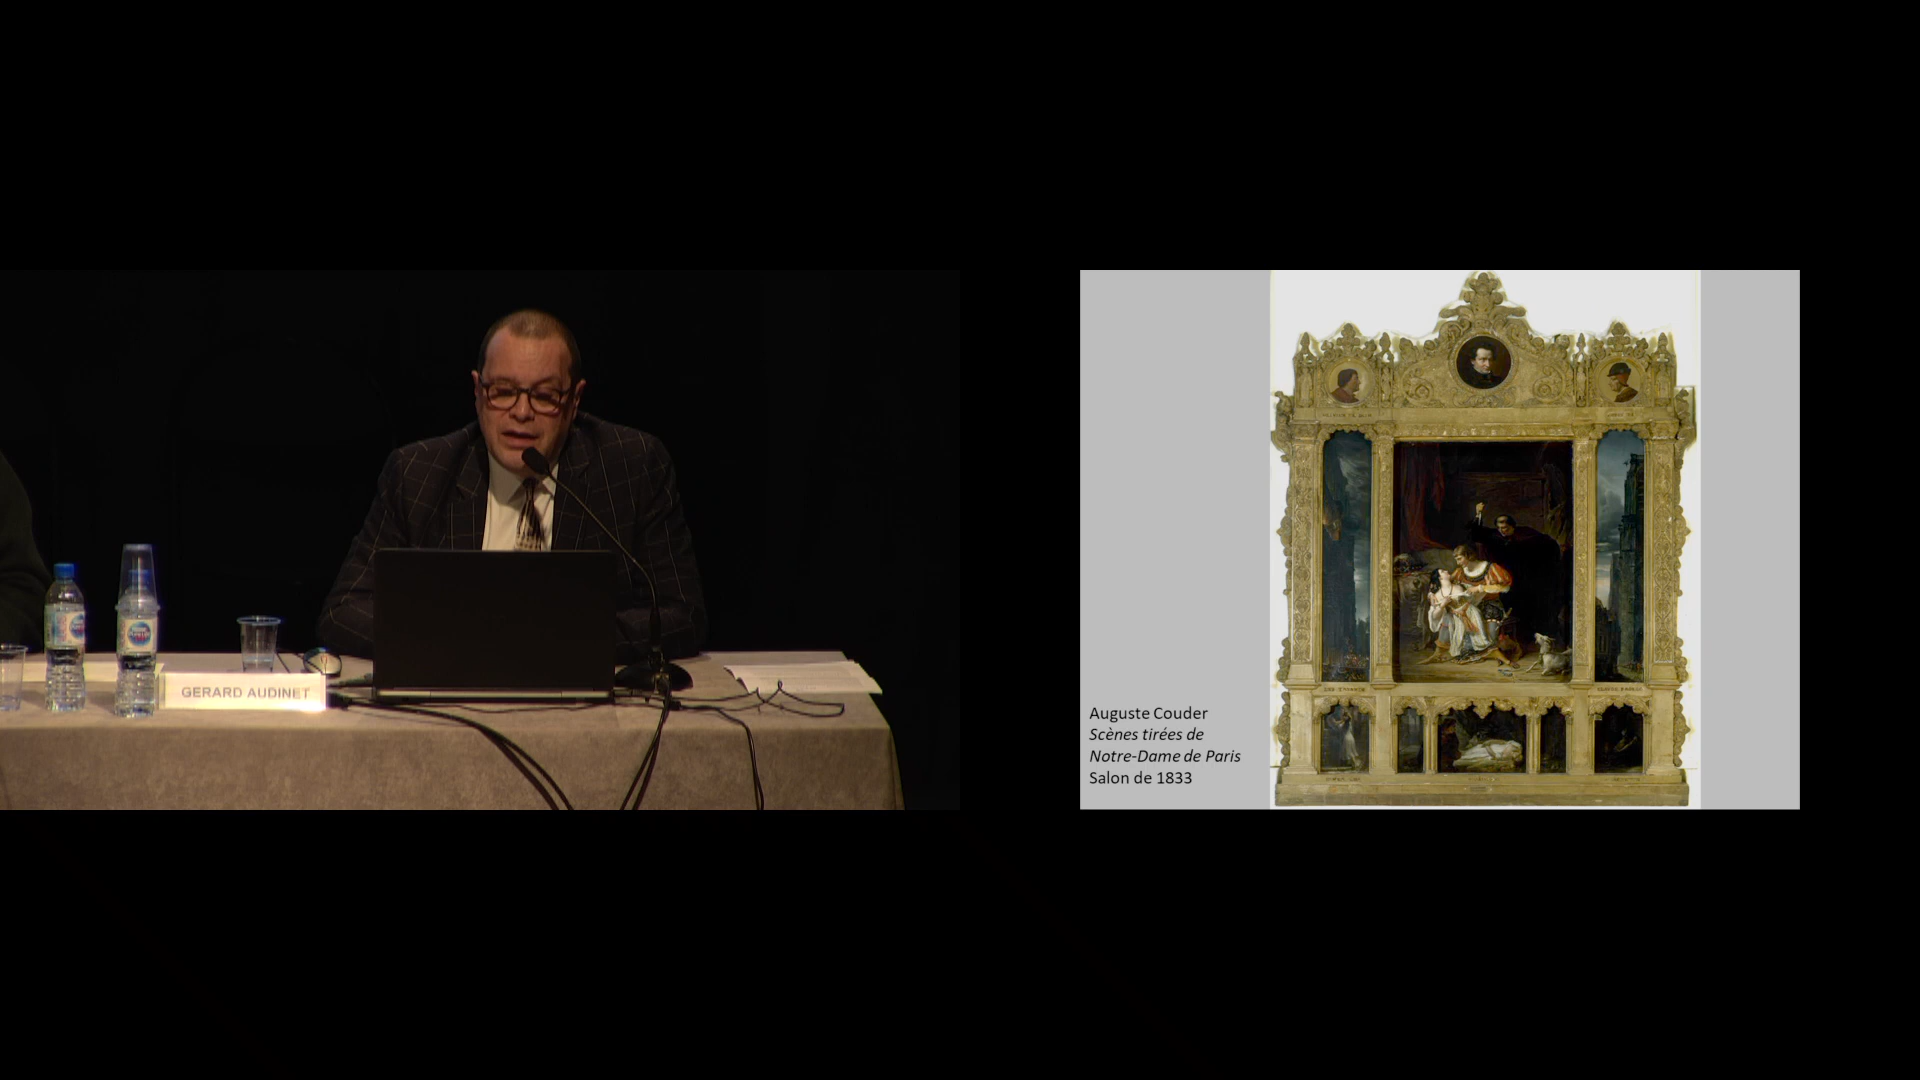 GERARD AUDINET
Auguste Couder
Scènes tirées de
Notre-Dame de Paris
Salon de 1833